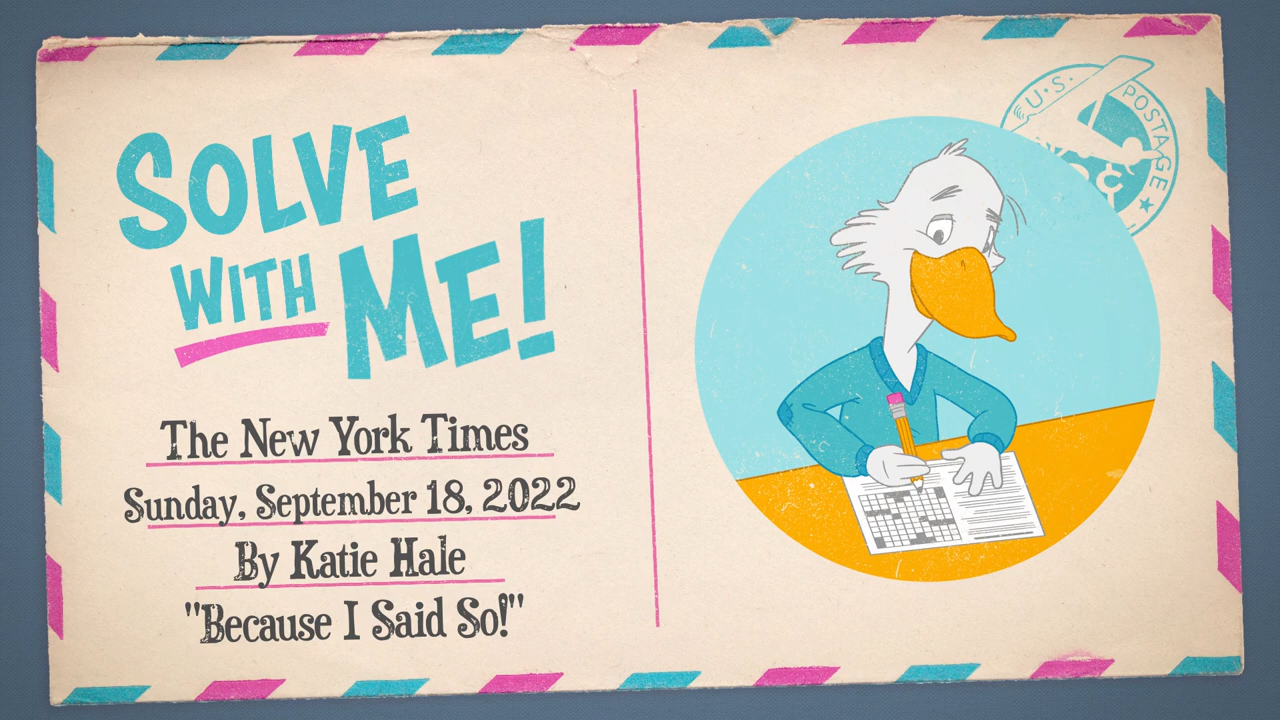 SOLVE
WITH ME!
The New York Times
Sunday, September 18, 2022
By Katie Hale
"Because I Said So!"
U.S. POSTAGE